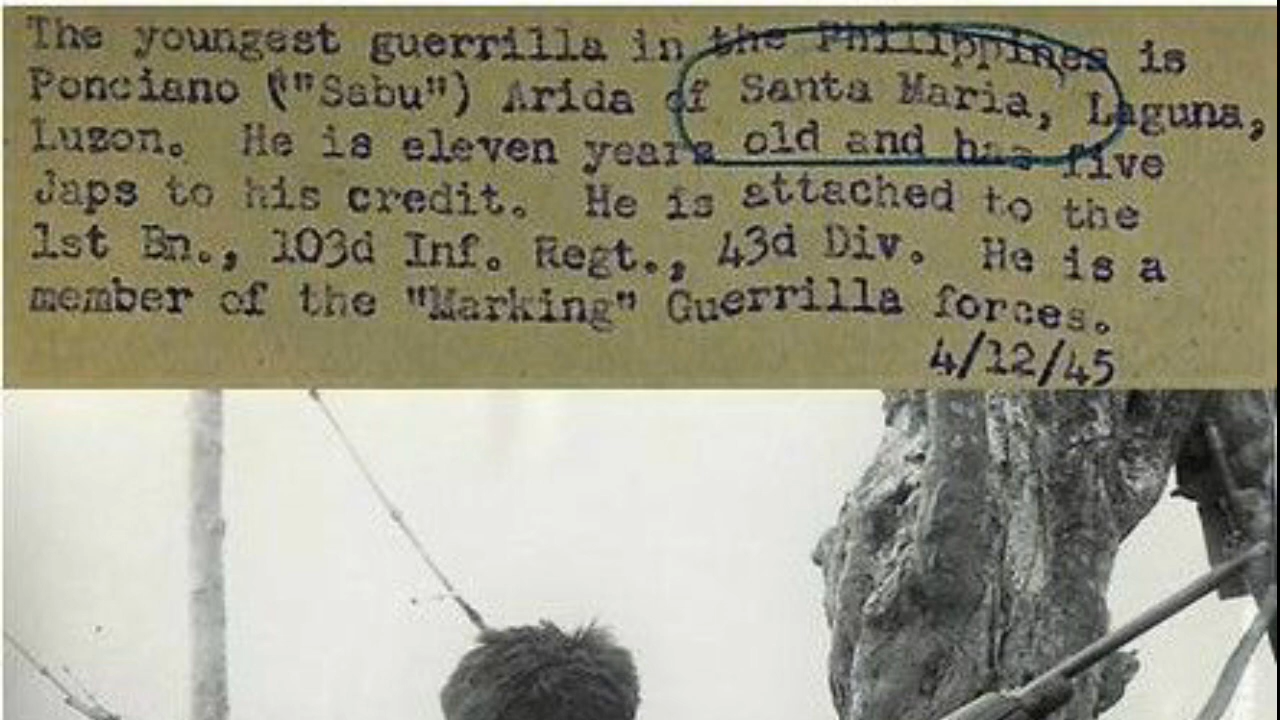 The youngest guerrilla in the Philippines is
Ponciano ("Sabu") Arida of Santa Maria, Laguna,
Luzon. He is eleven years old and has five
Japs to his credit. He is attached to the
1st Bn., 103d Inf. Regt., 43d Div. He is a
member of the "Marking" Guerrilla forces.
4/12/45